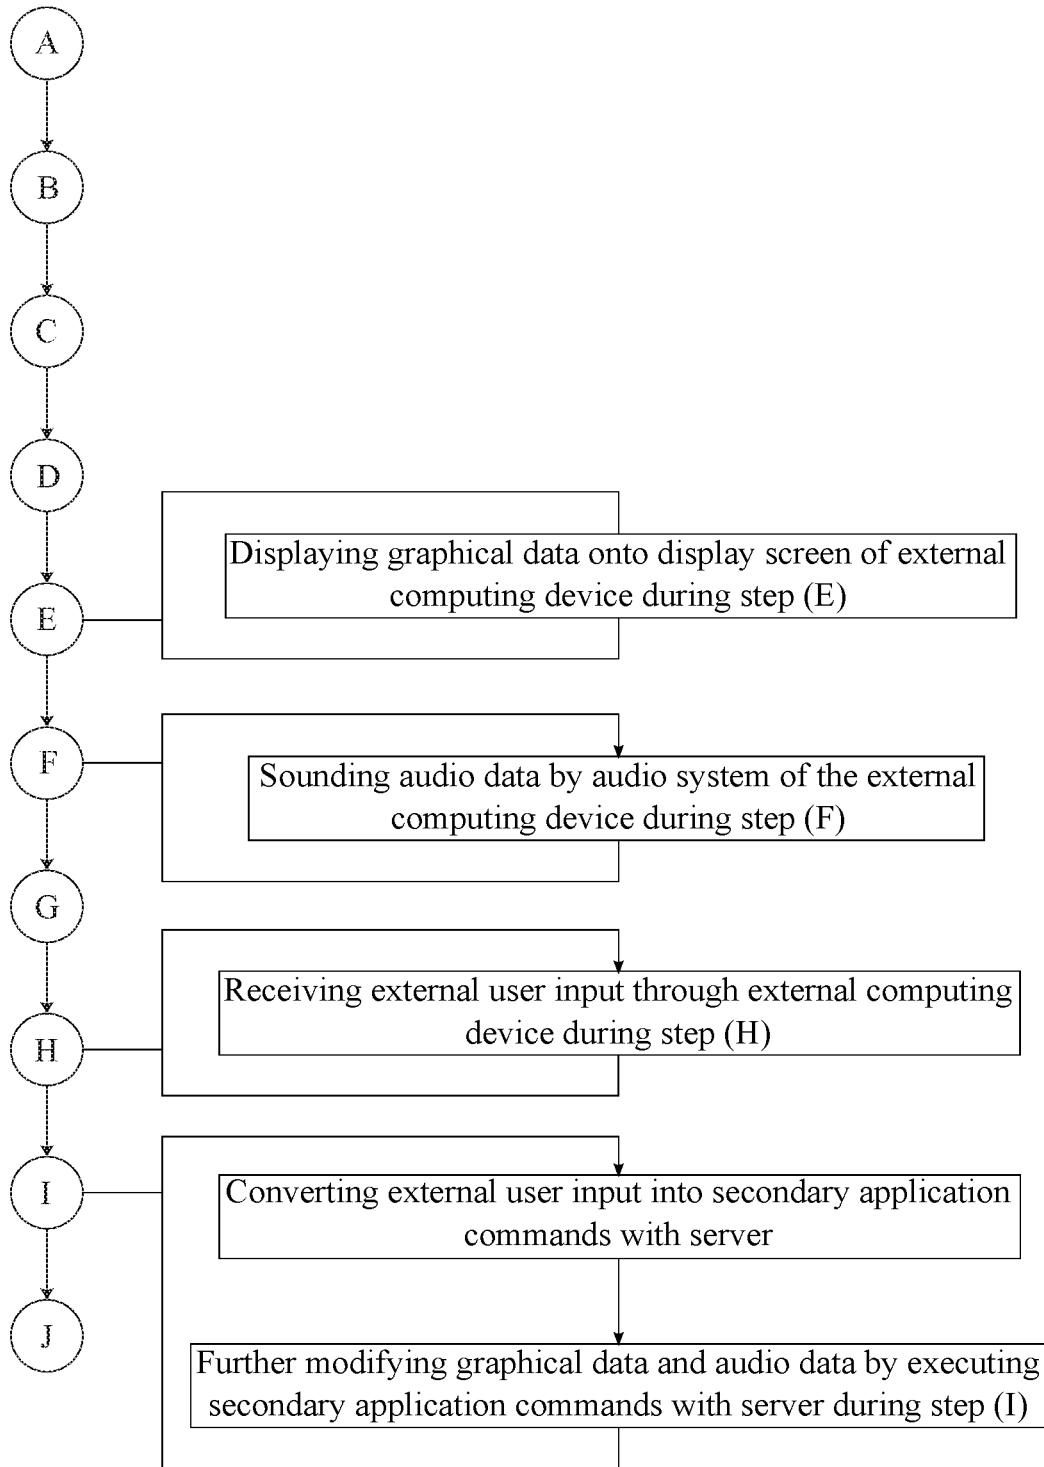 A
B
C
D
E
Displaying graphical data onto display screen of external
computing device during step (E)
F
Sounding audio data by audio system of the external
computing device during step (F)
G
H
Receiving external user input through external computing
device during step (H)
I
Converting external user input into secondary application
commands with server
J
Further modifying graphical data and audio data by executing
secondary application commands with server during step (I)